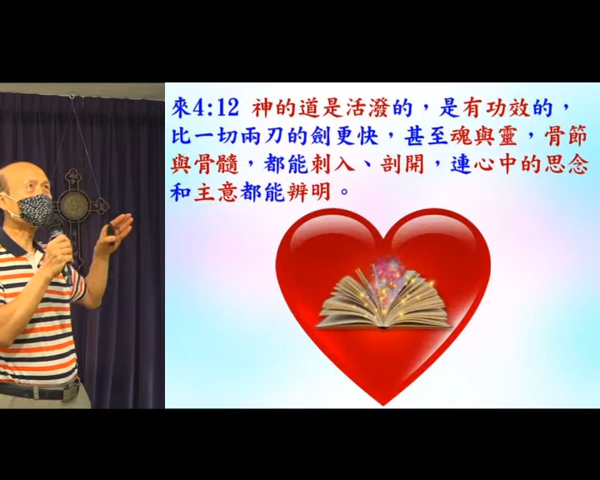 來4:12 神的道是活潑的，是有功效的，
比一切兩刃的劍更快，甚至魂與靈，骨節
與骨髓，都能刺入、剖開，連心中的思念
和主意都能辨明。